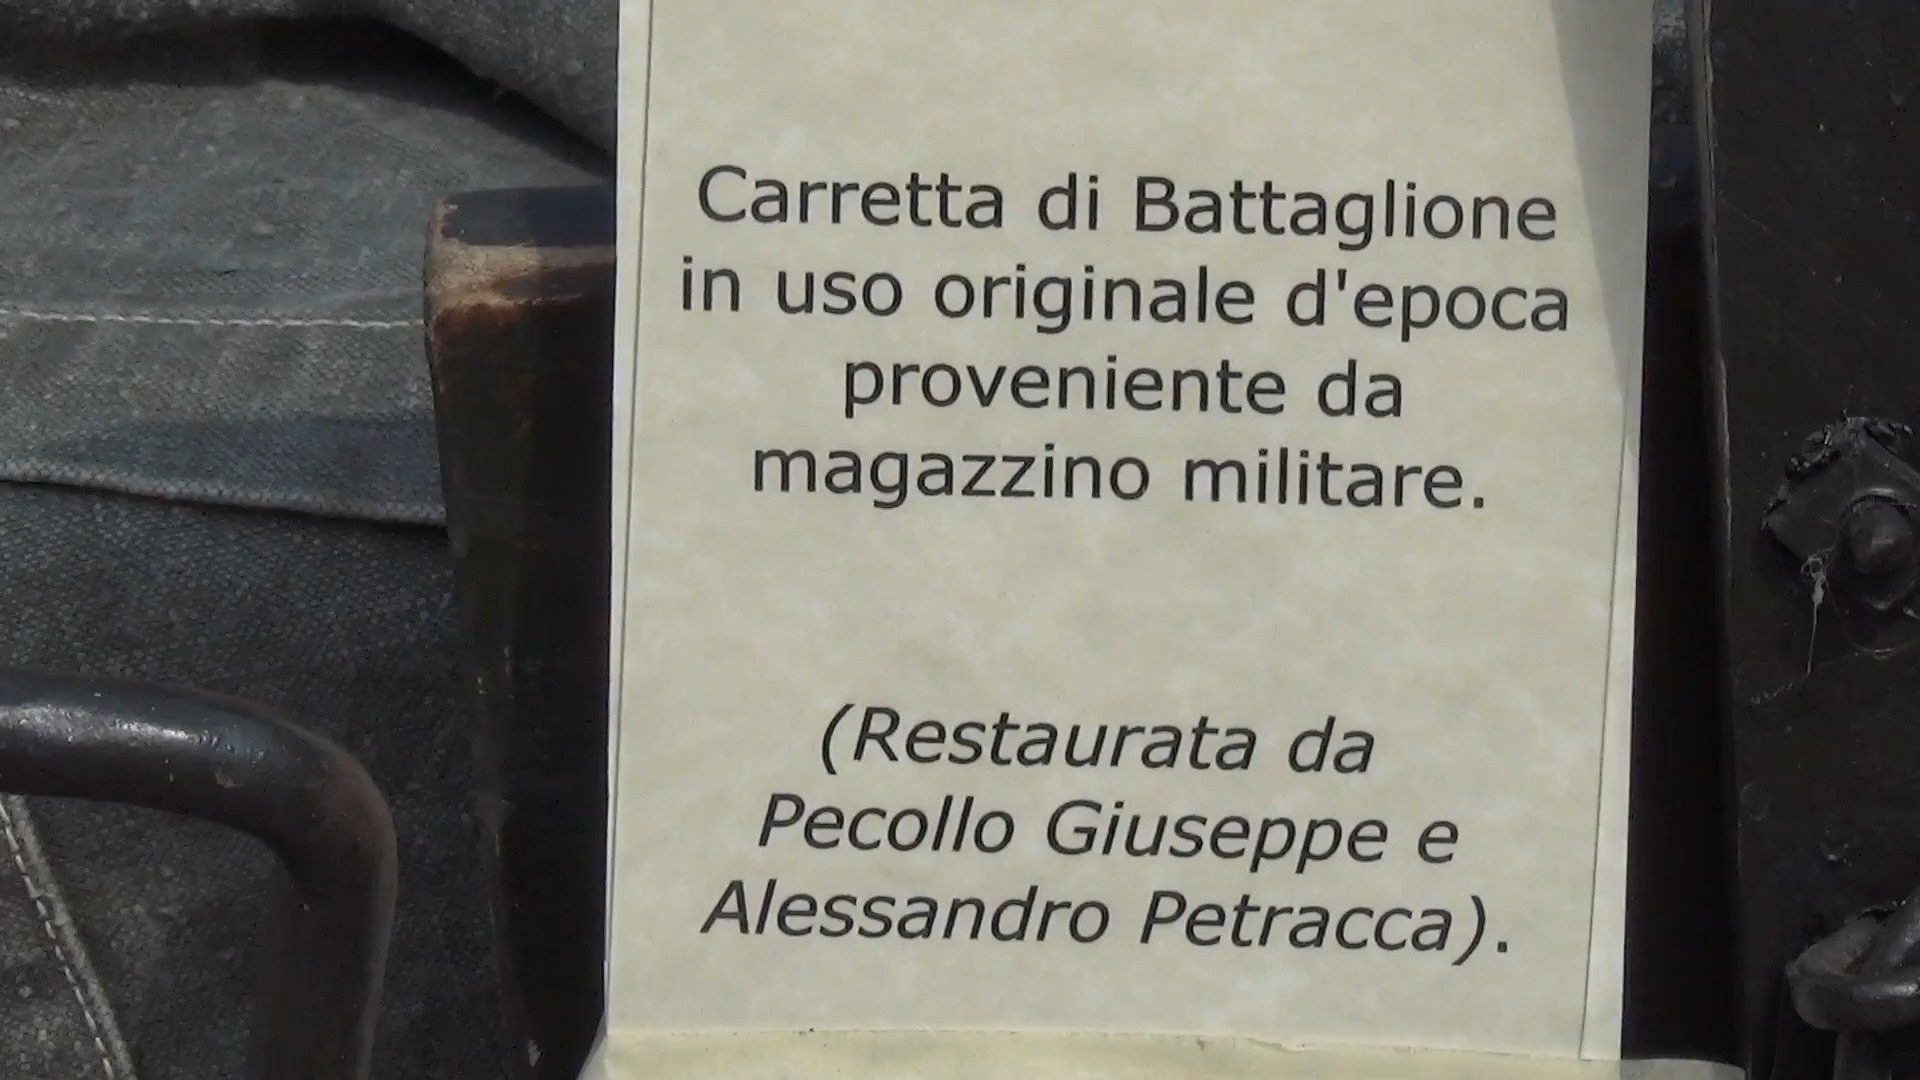 Carretta di Battaglione
in uso originale d'epoca
proveniente da
magazzino militare.
(Restaurata da
Pecollo Giuseppe e
Alessandro Petracca).